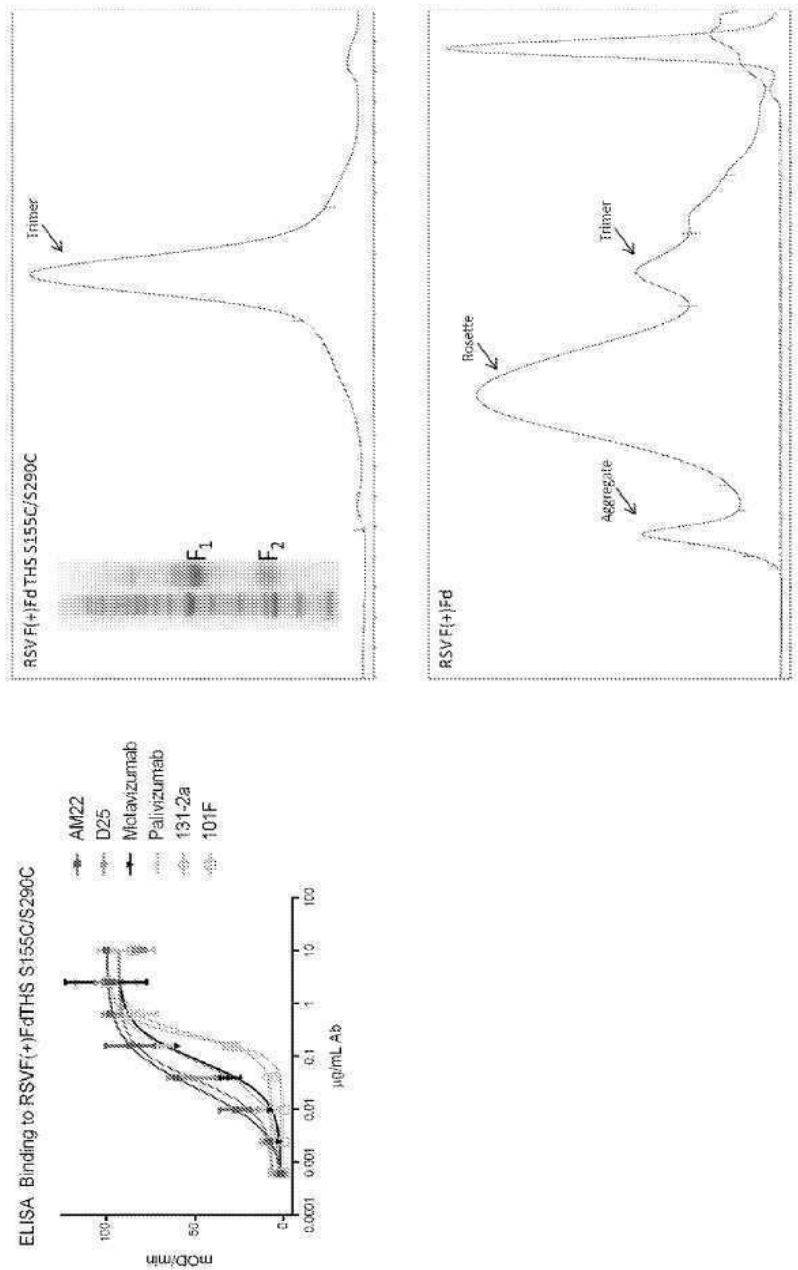 ELISA Binding to RSVF(+)FdTHS S155C/S290C
mOD/min
100
50
0
0.0001
0.001
0.01
0.1
1
10
100
µg/mL Ab
AM22
D25
Motavizumab
Palivizumab
131-2a
101F
RSV F(+)Fd THS S155C/S290C
F1
F2
Trimer
RSV F(+)Fd
Aggregate
Rosette
Trimer